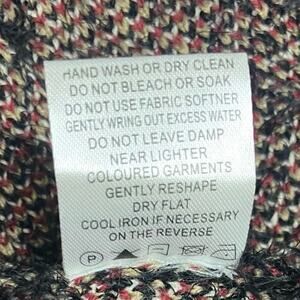 HAND WASH OR DRY CLEAN
DO NOT BLEACH OR SOAK
DO NOT USE FABRIC SOFTNER
GENTLY WRING OUT EXCESS WATER
DO NOT LEAVE DAMP
NEAR LIGHTER
COLOURED GARMENTS
GENTLY RESHAPE
DRY FLAT
COOL IRON IF NECESSARY
ON THE REVERSE
P